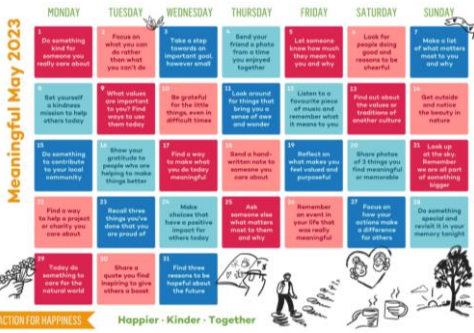 Meaningful May 2023
MONDAY TUESDAY WEDNESDAY THURSDAY FRIDAY SATURDAY SUNDAY
1
Do something
kind for
someone you
really care about
2
Focus on
what you can
do rather
than what
you can't do
3
Take a step
towards an
important goal,
however small
4
Send your
friend a photo
from a time
you enjoyed
together
5
Let someone
know how much
they mean to
you and why
6
Look for
people doing
good and
reasons to be
cheerful
7
Make a list
of what matters
most to you
and why
8
Set yourself
a kindness
mission to help
others today
9
What values
are important
to you? Find
ways to use
them today
10
Be grateful
for the little
things, even in
difficult times
11
Look around
for things that
bring you a
sense of awe
and wonder
12
Listen to a
favourite piece
of music and
remember what
it means to you
13
Find out about
the values or
traditions of
another culture
14
Get outside
and notice
the beauty in
nature
15
Do something
to contribute
to your local
community
16
Show your
gratitude to
people who are
helping to make
things better
17
Find a way
to make what
you do today
meaningful
18
Send a hand-
written note to
someone you
care about
19
Reflect on
what makes you
feel valued and
purposeful
20
Share photos
of 3 things you
find meaningful
or memorable
21
Look up
at the sky.
Remember we
are all part of
something
bigger
22
Find a way
to help a project
or charity you
care about
23
Recall three
things you've
done that you
are proud of
24
Make
choices that
have a positive
impact for
others today
25
Ask
someone else
what matters
most to them
and why
26
Remember
an event in
your life that
was really
meaningful
27
Focus on
how your
actions make
a difference
for others
28
Do something
special and
revisit it in your
memory tonight
29
Today do
something to
care for the
natural world
30
Share a
quote you find
inspiring to give
others a boost
31
Find three
reasons to be
hopeful about
the future
ACTION FOR HAPPINESS
Happier · Kinder · Together